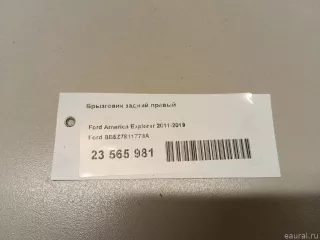 Брызговик задний правый
Ford America Explorer 2011-2019
Ford BB5Z7811778A
23 565 981
eaural.ru